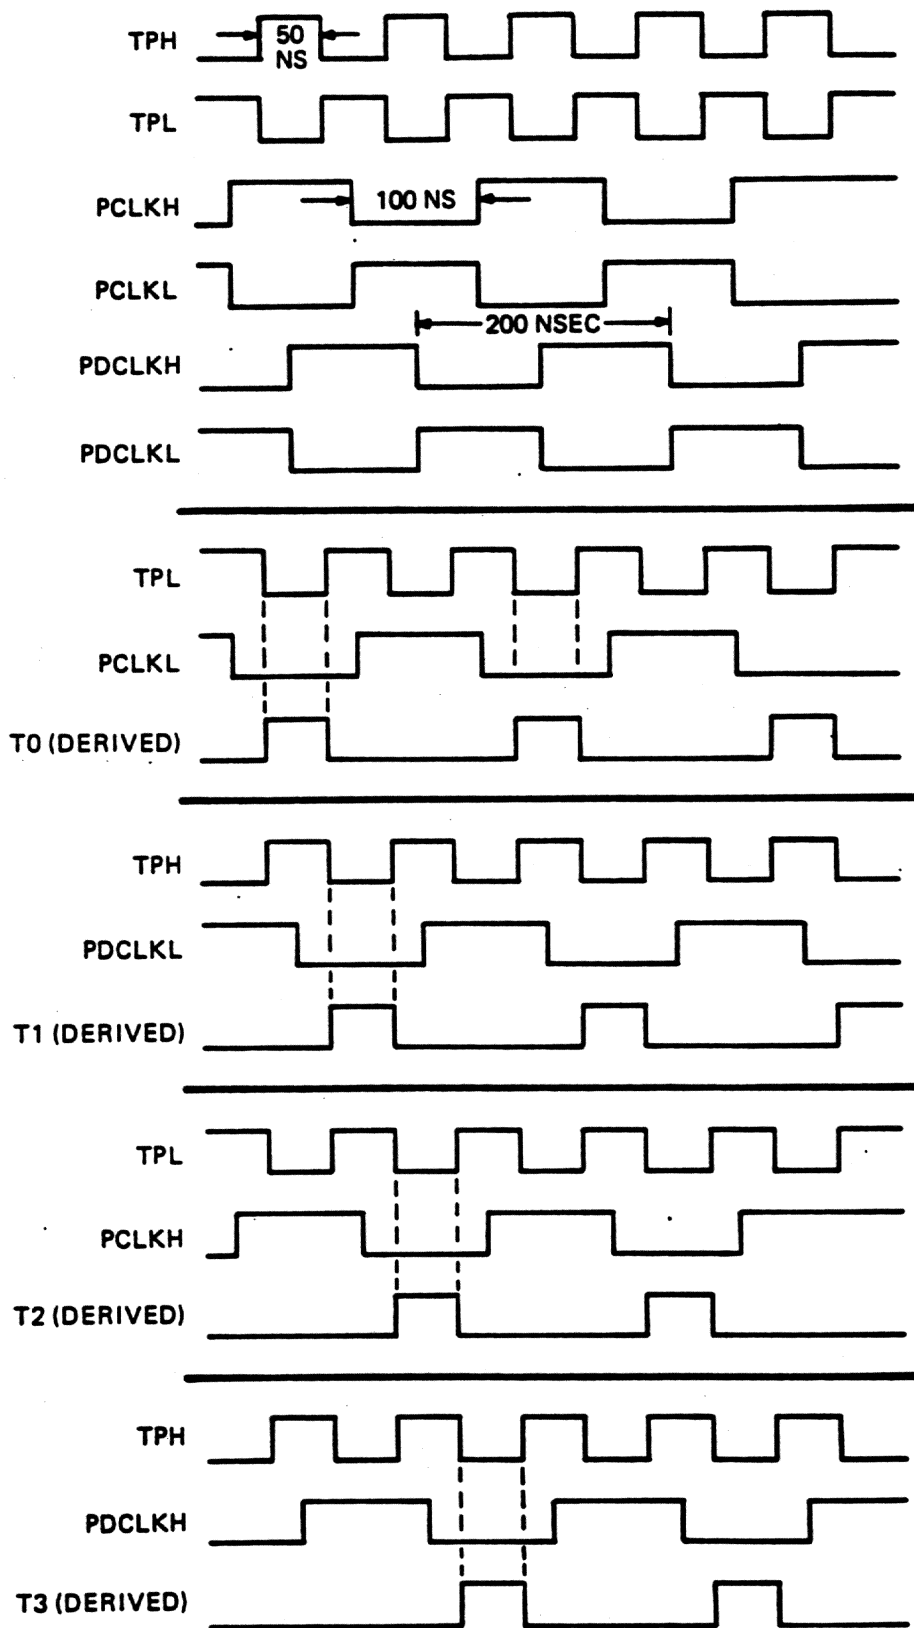 TPH
50
NS
TPL
PCLKH
100 NS
PCLKL
200 NSEC
PDCLKH
PDCLKL
TPL
PCLKL
T0 (DERIVED)
TPH
PDCLKL
T1 (DERIVED)
TPL
PCLKH
T2 (DERIVED)
TPH
PDCLKH
T3 (DERIVED)